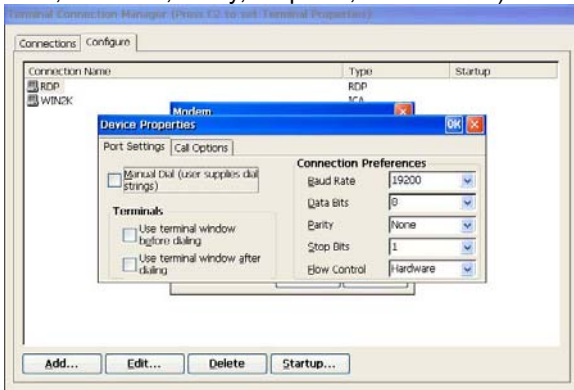 Terminal Connection Manager (Press F2 to set Terminal Properties)
Connections Configure
Connection Name Type Startup
RDP RDP
WIN2K ICA
Modem
Device Properties OK
Port Settings Call Options
Manual Dial (user supplies dial
strings)
Terminals
Use terminal window
before dialing
Use terminal window after
dialing
Connection Preferences
Baud Rate 19200
Data Bits 8
Parity None
Stop Bits 1
Flow Control Hardware
Add... Edit... Delete Startup...